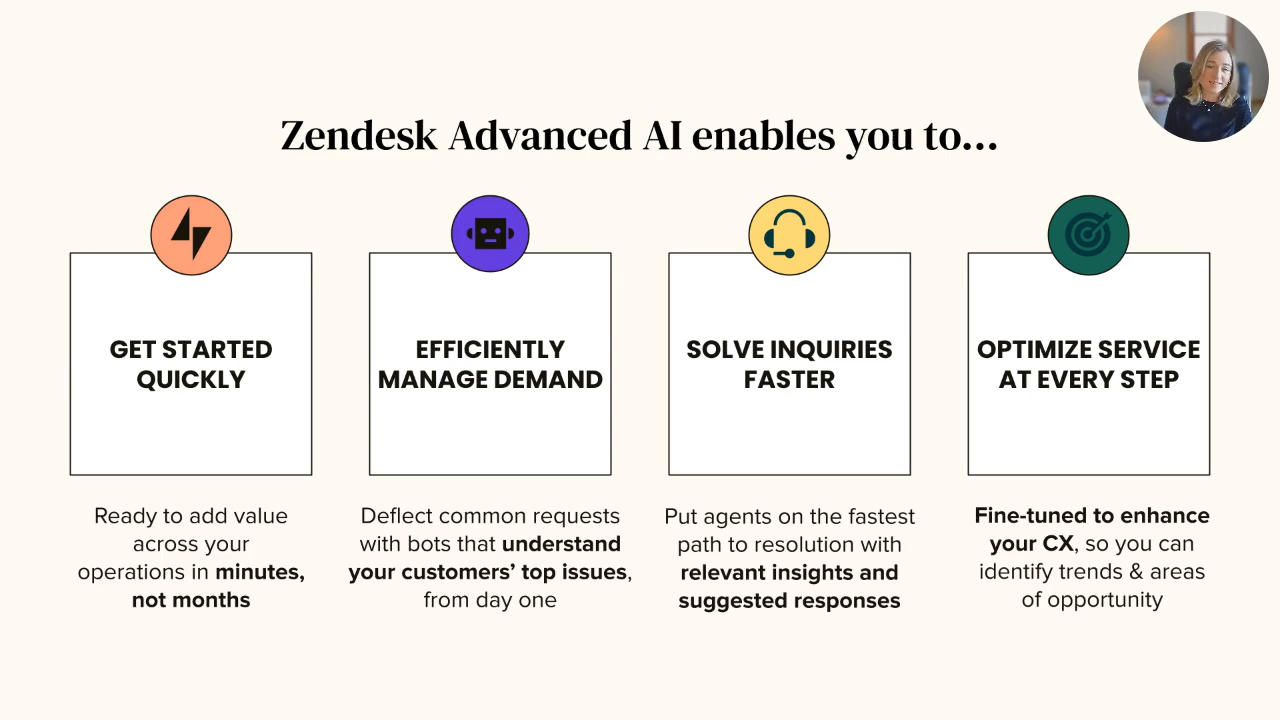 Zendesk Advanced AI enables you to...
GET STARTED
QUICKLY
Ready to add value
across your
operations in minutes,
not months
EFFICIENTLY
MANAGE DEMAND
Deflect common requests
with bots that understand
your customers’ top issues,
from day one
SOLVE INQUIRIES
FASTER
Put agents on the fastest
path to resolution with
relevant insights and
suggested responses
OPTIMIZE SERVICE
AT EVERY STEP
Fine-tuned to enhance
your CX, so you can
identify trends & areas
of opportunity